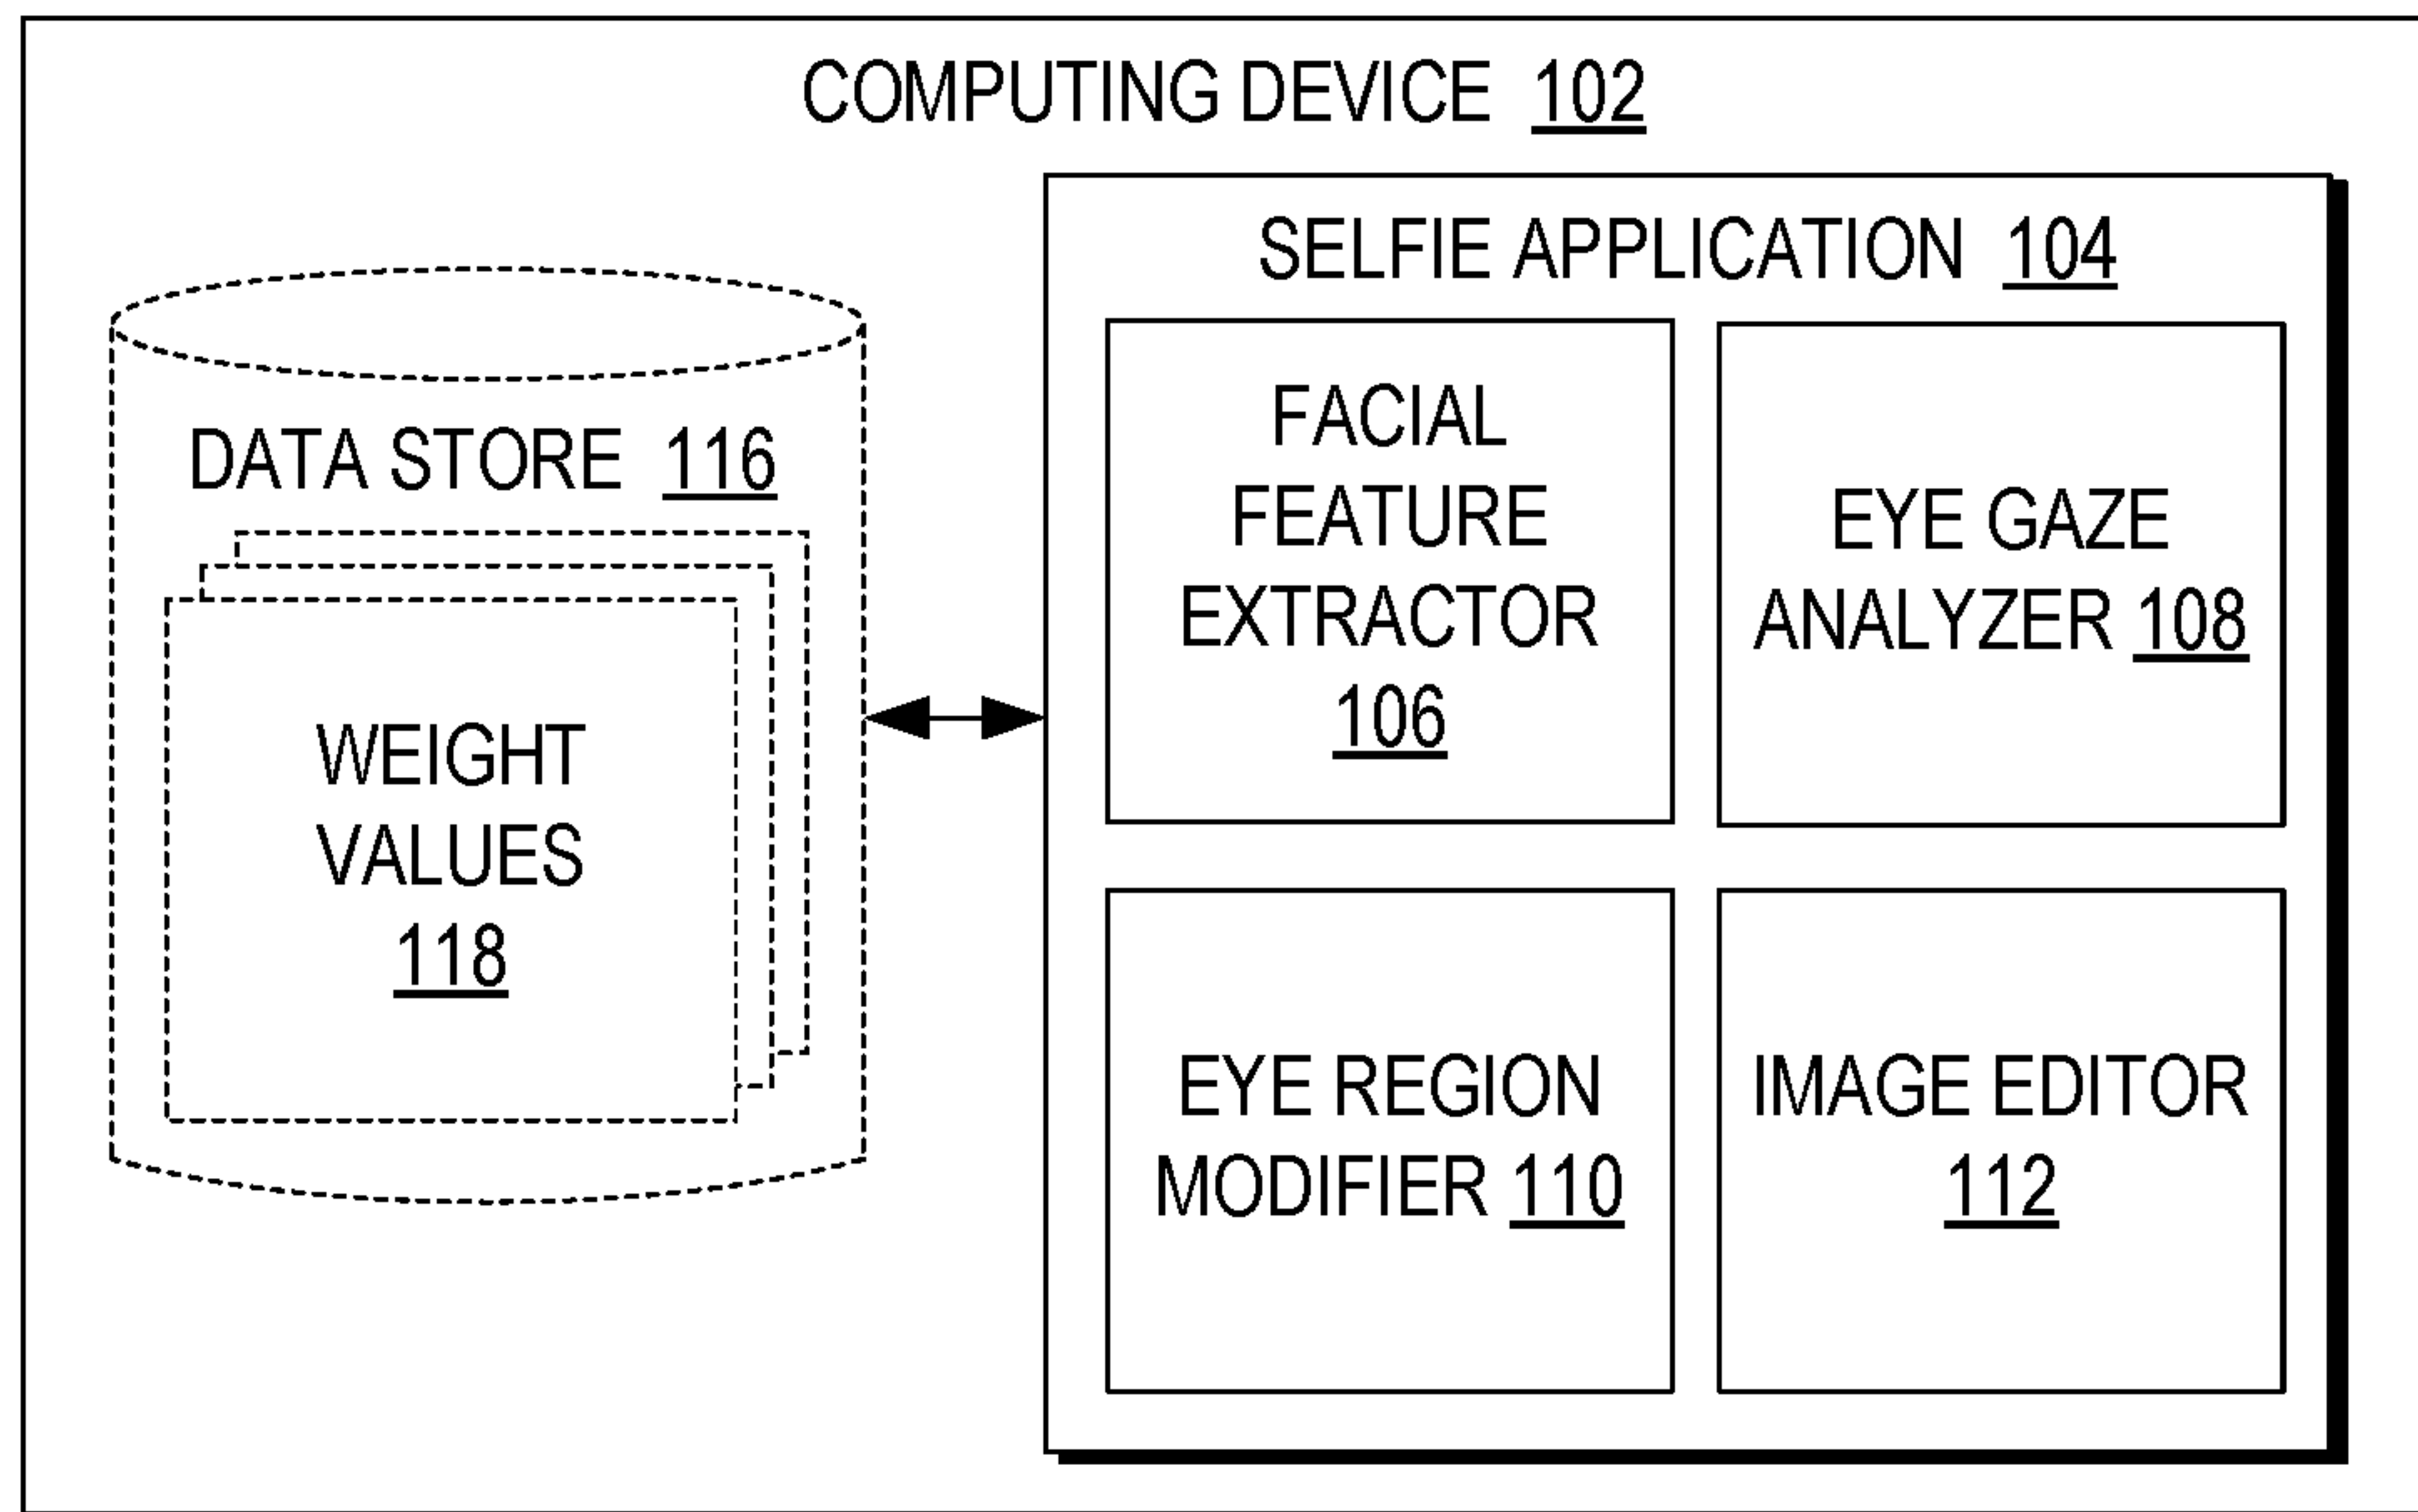 COMPUTING DEVICE 102
SELFIE APPLICATION 104
DATA STORE 116
WEIGHT
VALUES
118
FACIAL
FEATURE
EXTRACTOR
106
EYE GAZE
ANALYZER 108
EYE REGION
MODIFIER 110
IMAGE EDITOR
112